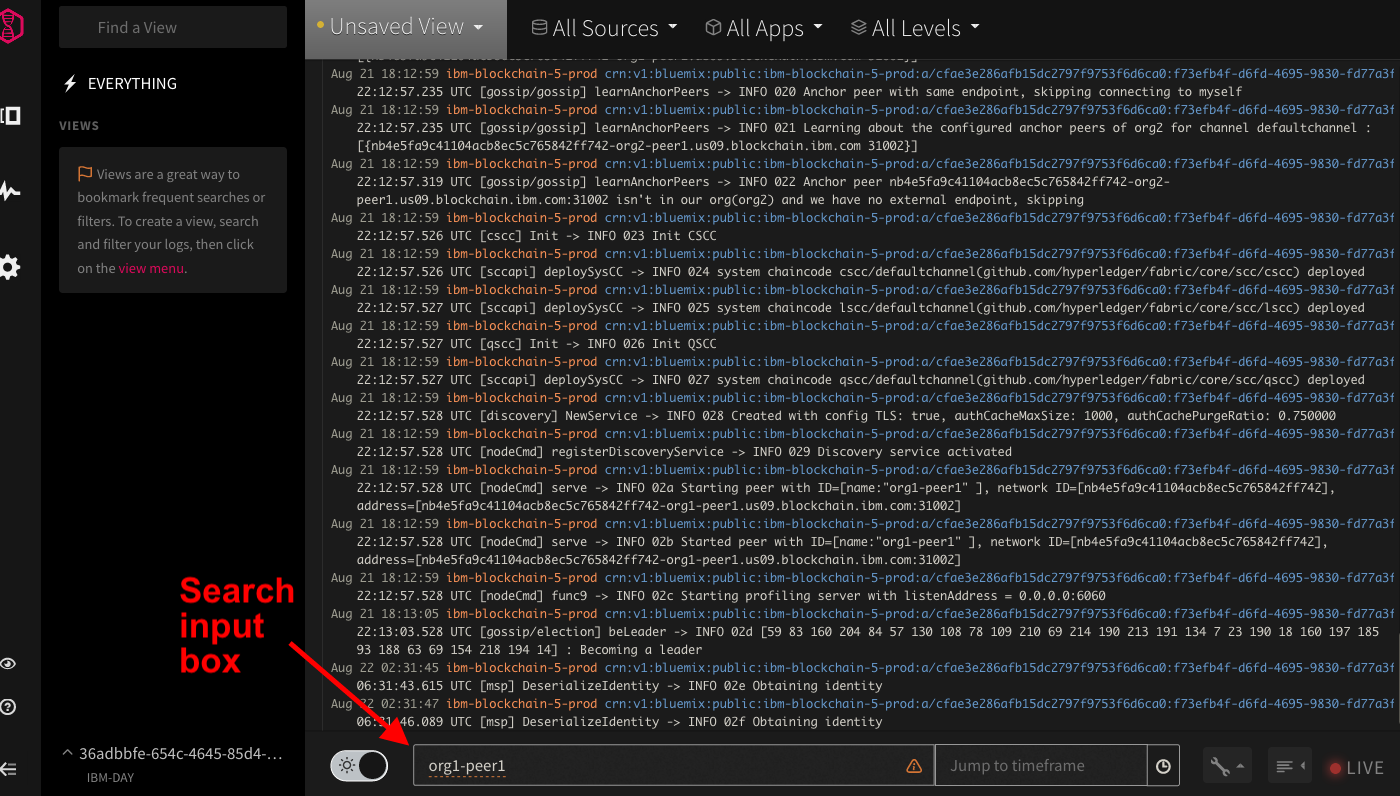 Find a View
EVERYTHING
VIEWS
Views are a great way to
bookmark frequent searches or
filters. To create a view, search
and filter your logs, then click
on the view menu.
Search
input
box
36adbbfe-654c-4645-85d4-...
IBM-DAY
Unsaved View
All Sources
All Apps
All Levels
Aug 21 18:12:59 ibm-blockchain-5-prod crn:v1:bluemix:public:ibm-blockchain-5-prod:a/cfae3e286afb15dc2797f9753f6d6ca0:f73efb4f-d6fd-4695-9830-fd77a3f
22:12:57.235 UTC [gossip/gossip] learnAnchorPeers -> INFO 020 Anchor peer with same endpoint, skipping connecting to myself
Aug 21 18:12:59 ibm-blockchain-5-prod crn:v1:bluemix:public:ibm-blockchain-5-prod:a/cfae3e286afb15dc2797f9753f6d6ca0:f73efb4f-d6fd-4695-9830-fd77a3f
22:12:57.235 UTC [gossip/gossip] learnAnchorPeers -> INFO 021 Learning about the configured anchor peers of org2 for channel defaultchannel :
[{nb4e5fa9c41104acb8ec5c765842ff742-org2-peer1.us09.blockchain.ibm.com 31002}]
Aug 21 18:12:59 ibm-blockchain-5-prod crn:v1:bluemix:public:ibm-blockchain-5-prod:a/cfae3e286afb15dc2797f9753f6d6ca0:f73efb4f-d6fd-4695-9830-fd77a3f
22:12:57.319 UTC [gossip/gossip] learnAnchorPeers -> INFO 022 Anchor peer nb4e5fa9c41104acb8ec5c765842ff742-org2-
peer1.us09.blockchain.ibm.com:31002 isn't in our org(org2) and we have no external endpoint, skipping
Aug 21 18:12:59 ibm-blockchain-5-prod crn:v1:bluemix:public:ibm-blockchain-5-prod:a/cfae3e286afb15dc2797f9753f6d6ca0:f73efb4f-d6fd-4695-9830-fd77a3f
22:12:57.526 UTC [cscc] Init -> INFO 023 Init CSCC
Aug 21 18:12:59 ibm-blockchain-5-prod crn:v1:bluemix:public:ibm-blockchain-5-prod:a/cfae3e286afb15dc2797f9753f6d6ca0:f73efb4f-d6fd-4695-9830-fd77a3f
22:12:57.526 UTC [sccapi] deploySysCC -> INFO 024 system chaincode cscc/defaultchannel(github.com/hyperledger/fabric/core/scc/cscc) deployed
Aug 21 18:12:59 ibm-blockchain-5-prod crn:v1:bluemix:public:ibm-blockchain-5-prod:a/cfae3e286afb15dc2797f9753f6d6ca0:f73efb4f-d6fd-4695-9830-fd77a3f
22:12:57.527 UTC [sccapi] deploySysCC -> INFO 025 system chaincode lscc/defaultchannel(github.com/hyperledger/fabric/core/scc/lscc) deployed
Aug 21 18:12:59 ibm-blockchain-5-prod crn:v1:bluemix:public:ibm-blockchain-5-prod:a/cfae3e286afb15dc2797f9753f6d6ca0:f73efb4f-d6fd-4695-9830-fd77a3f
22:12:57.527 UTC [qscc] Init -> INFO 026 Init QSCC
Aug 21 18:12:59 ibm-blockchain-5-prod crn:v1:bluemix:public:ibm-blockchain-5-prod:a/cfae3e286afb15dc2797f9753f6d6ca0:f73efb4f-d6fd-4695-9830-fd77a3f
22:12:57.527 UTC [sccapi] deploySysCC -> INFO 027 system chaincode qscc/defaultchannel(github.com/hyperledger/fabric/core/scc/qscc) deployed
Aug 21 18:12:59 ibm-blockchain-5-prod crn:v1:bluemix:public:ibm-blockchain-5-prod:a/cfae3e286afb15dc2797f9753f6d6ca0:f73efb4f-d6fd-4695-9830-fd77a3f
22:12:57.528 UTC [discovery] NewService -> INFO 028 Created with config TLS: true, authCacheMaxSize: 1000, authCachePurgeRatio: 0.750000
Aug 21 18:12:59 ibm-blockchain-5-prod crn:v1:bluemix:public:ibm-blockchain-5-prod:a/cfae3e286afb15dc2797f9753f6d6ca0:f73efb4f-d6fd-4695-9830-fd77a3f
22:12:57.528 UTC [nodeCmd] registerDiscoveryService -> INFO 029 Discovery service activated
Aug 21 18:12:59 ibm-blockchain-5-prod crn:v1:bluemix:public:ibm-blockchain-5-prod:a/cfae3e286afb15dc2797f9753f6d6ca0:f73efb4f-d6fd-4695-9830-fd77a3f
22:12:57.528 UTC [nodeCmd] serve -> INFO 02a Starting peer with ID=[name:"org1-peer1" ], network ID=[nb4e5fa9c41104acb8ec5c765842ff742],
address=[nb4e5fa9c41104acb8ec5c765842ff742-org1-peer1.us09.blockchain.ibm.com:31002]
Aug 21 18:12:59 ibm-blockchain-5-prod crn:v1:bluemix:public:ibm-blockchain-5-prod:a/cfae3e286afb15dc2797f9753f6d6ca0:f73efb4f-d6fd-4695-9830-fd77a3f
22:12:57.528 UTC [nodeCmd] serve -> INFO 02b Started peer with ID=[name:"org1-peer1" ], network ID=[nb4e5fa9c41104acb8ec5c765842ff742],
address=[nb4e5fa9c41104acb8ec5c765842ff742-org1-peer1.us09.blockchain.ibm.com:31002]
Aug 21 18:12:59 ibm-blockchain-5-prod crn:v1:bluemix:public:ibm-blockchain-5-prod:a/cfae3e286afb15dc2797f9753f6d6ca0:f73efb4f-d6fd-4695-9830-fd77a3f
22:12:57.528 UTC [nodeCmd] func9 -> INFO 02c Starting profiling server with listenAddress = 0.0.0.0:6060
Aug 21 18:13:05 ibm-blockchain-5-prod crn:v1:bluemix:public:ibm-blockchain-5-prod:a/cfae3e286afb15dc2797f9753f6d6ca0:f73efb4f-d6fd-4695-9830-fd77a3f
22:13:03.528 UTC [gossip/election] beLeader -> INFO 02d [59 83 160 204 84 57 130 108 78 109 210 69 214 190 213 191 134 7 23 190 18 160 197 185
93 188 63 69 154 218 194 14] : Becoming a leader
Aug 22 02:31:45 ibm-blockchain-5-prod crn:v1:bluemix:public:ibm-blockchain-5-prod:a/cfae3e286afb15dc2797f9753f6d6ca0:f73efb4f-d6fd-4695-9830-fd77a3f
06:31:43.615 UTC [msp] DeserializeIdentity -> INFO 02e Obtaining identity
Aug 22 02:31:47 ibm-blockchain-5-prod crn:v1:bluemix:public:ibm-blockchain-5-prod:a/cfae3e286afb15dc2797f9753f6d6ca0:f73efb4f-d6fd-4695-9830-fd77a3f
06:31:46.089 UTC [msp] DeserializeIdentity -> INFO 02f Obtaining identity
org1-peer1
Jump to timeframe
LIVE